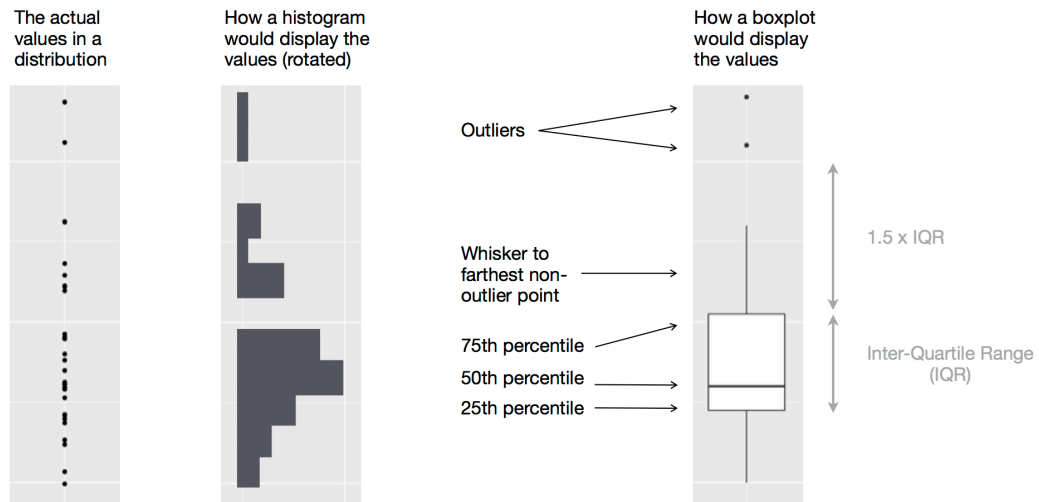 The actual
values in a
distribution
How a histogram
would display the
values (rotated)
How a boxplot
would display
the values
Outliers
1.5 x IQR
Whisker to
farthest non-
outlier point
75th percentile
50th percentile
25th percentile
Inter-Quartile Range
(IQR)